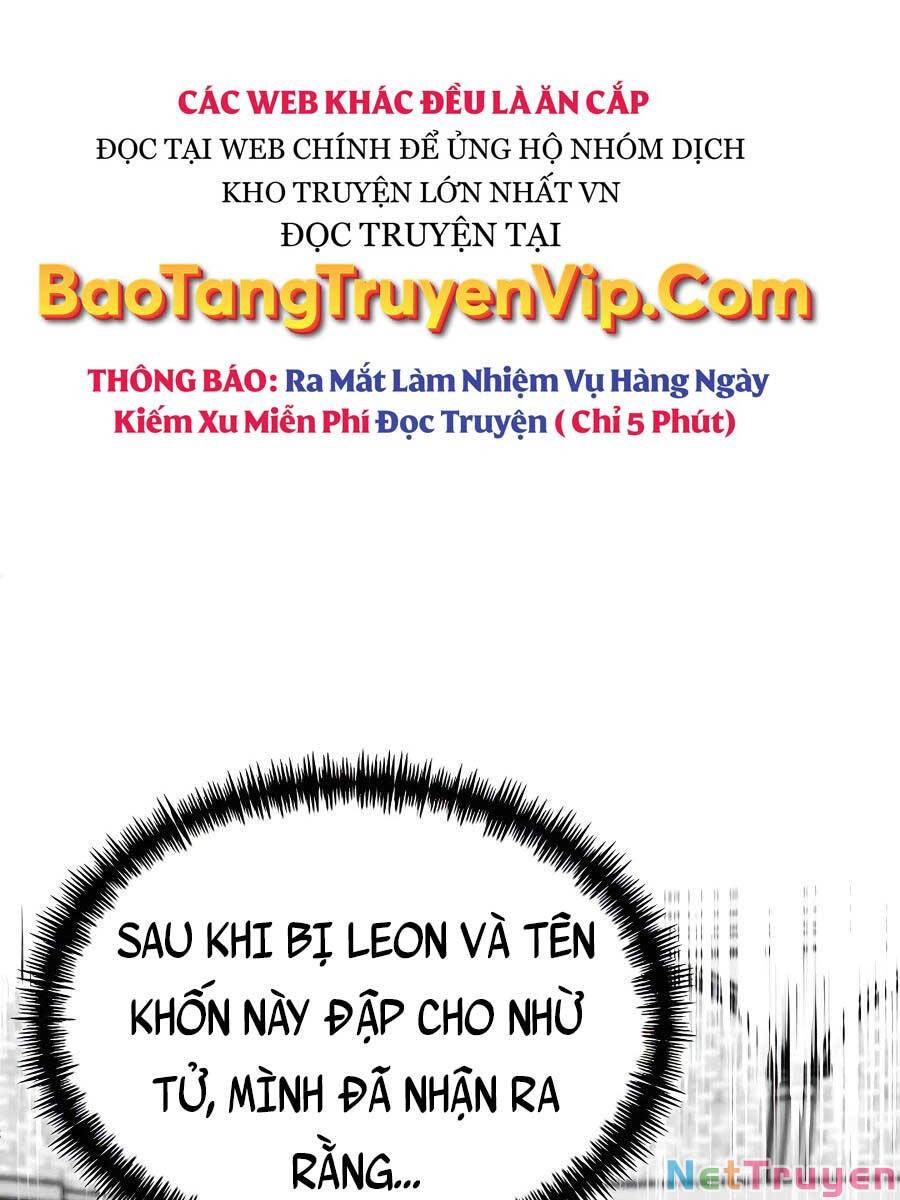 CÁC WEB KHÁC ĐỀU LÀ ĂN CẮP
ĐỌC TẠI WEB CHÍNH ĐỂ ỦNG HỘ NHÓM DỊCH
KHO TRUYỆN LỚN NHẤT VN
ĐỌC TRUYỆN TẠI
BaoTangTruyenVip.Com
THÔNG BÁO: Ra Mắt Làm Nhiệm Vụ Hàng Ngày
Kiếm Xu Miễn Phí Đọc Truyện ( Chỉ 5 Phút)
SAU KHI BỊ LEON VÀ TÊN
KHỐN NÀY ĐẬP CHO NHỪ
TỬ, MÌNH ĐÃ NHẬN RA
RẰNG...
NetTruyen